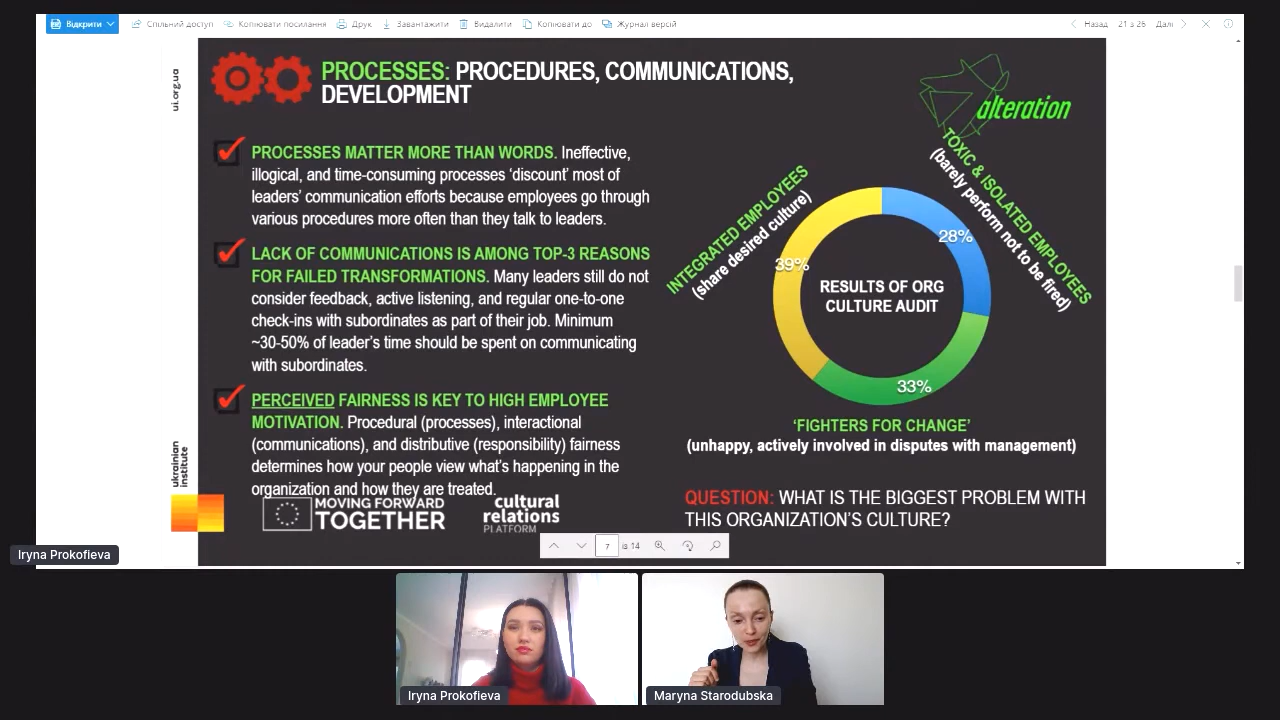 Відкрити
Спільний доступ
Копіювати посилання
Друк
Завантажити
Видалити
Копіювати до
Журнал версій
Назад
21 з 26
Далі
ui.org.ua
PROCESSES: PROCEDURES, COMMUNICATIONS,
DEVELOPMENT
alteration
PROCESSES MATTER MORE THAN WORDS. Ineffective,
illogical, and time-consuming processes ‘discount’ most of
leaders’ communication efforts because employees go through
various procedures more often than they talk to leaders.
LACK OF COMMUNICATIONS IS AMONG TOP-3 REASONS
FOR FAILED TRANSFORMATIONS. Many leaders still do not
consider feedback, active listening, and regular one-to-one
check-ins with subordinates as part of their job. Minimum
~30-50% of leader’s time should be spent on communicating
with subordinates.
PERCEIVED FAIRNESS IS KEY TO HIGH EMPLOYEE
MOTIVATION. Procedural (processes), interactional
(communications), and distributive (responsibility) fairness
determines how your people view what’s happening in the
organization and how they are treated.
INTEGRATED EMPLOYEES
(share desired culture)
TOXIC & ISOLATED EMPLOYEES
(barely perform not to be fired)
28%
39%
33%
RESULTS OF ORG
CULTURE AUDIT
‘FIGHTERS FOR CHANGE’
(unhappy, actively involved in disputes with management)
QUESTION: WHAT IS THE BIGGEST PROBLEM WITH
THIS ORGANIZATION’S CULTURE?
ukrainian
institute
MOVING FORWARD
TOGETHER
cultural
relations
PLATFORM
7 із 14
Iryna Prokofieva
Iryna Prokofieva
Maryna Starodubska